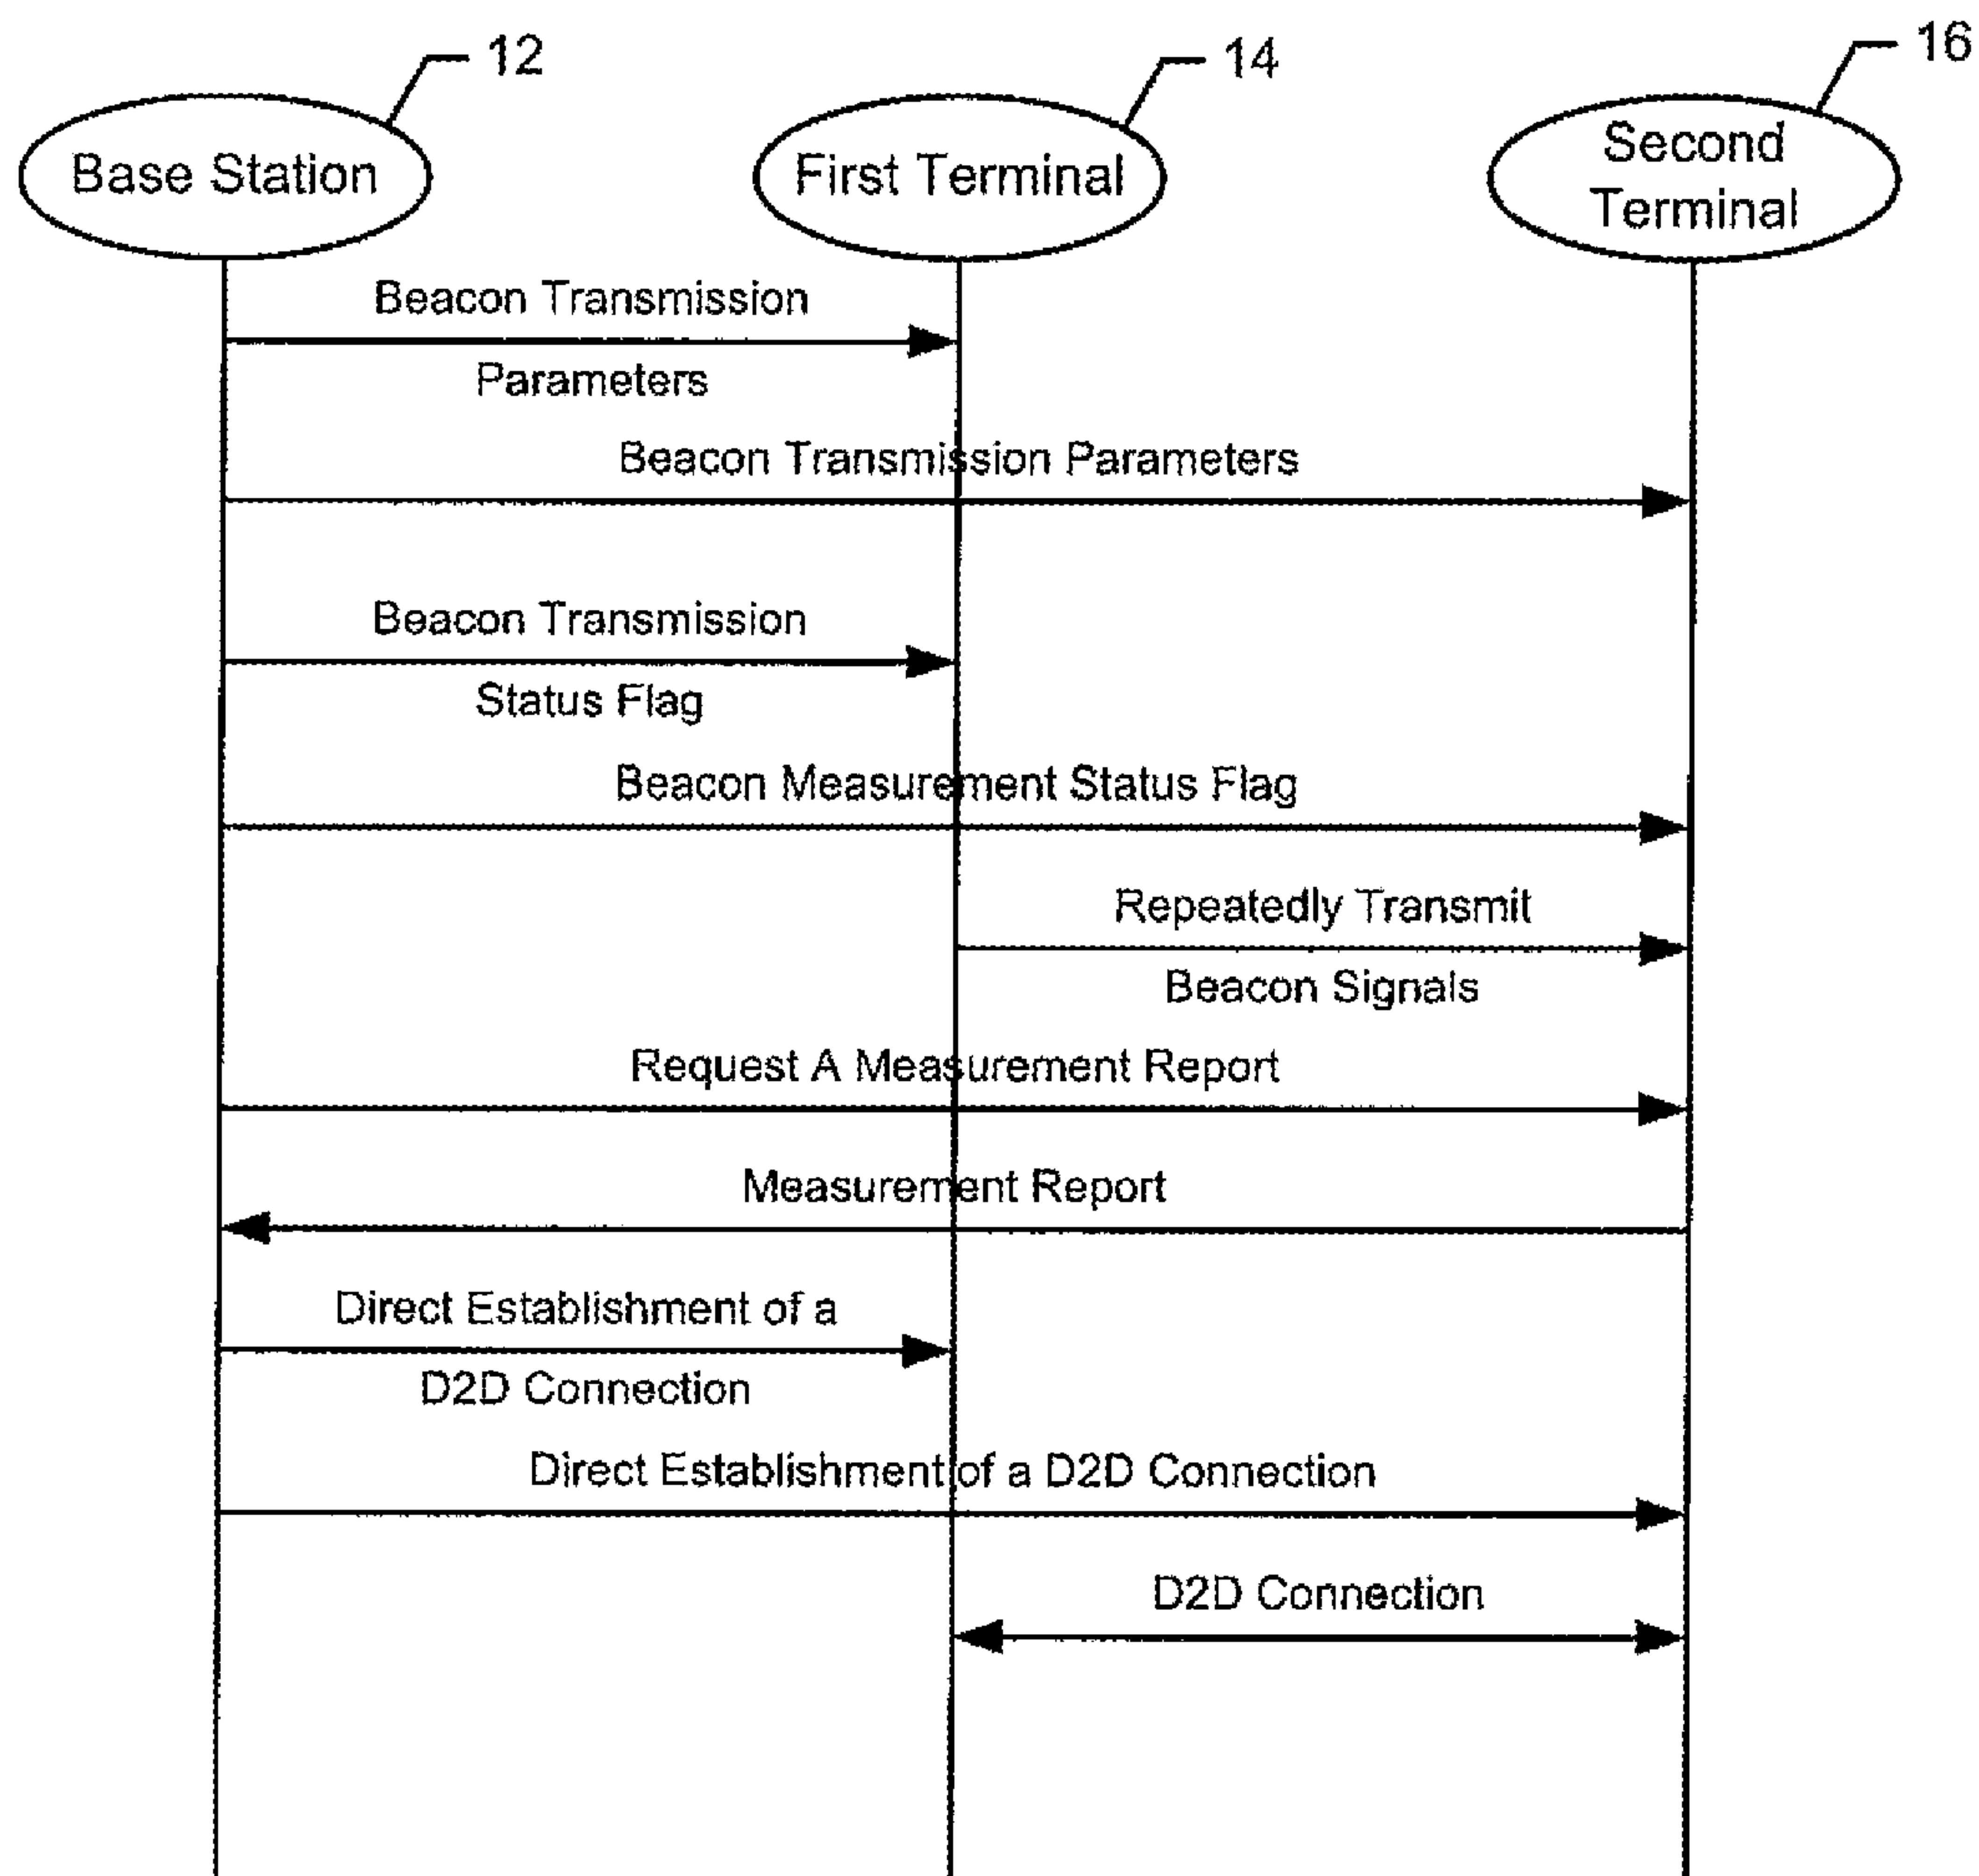 12
14
16
Base Station
First Terminal
Second
Terminal
Beacon Transmission
Parameters
Beacon Transmission Parameters
Beacon Transmission
Status Flag
Beacon Measurement Status Flag
Repeatedly Transmit
Beacon Signals
Request A Measurement Report
Measurement Report
Direct Establishment of a
D2D Connection
Direct Establishment of a D2D Connection
D2D Connection